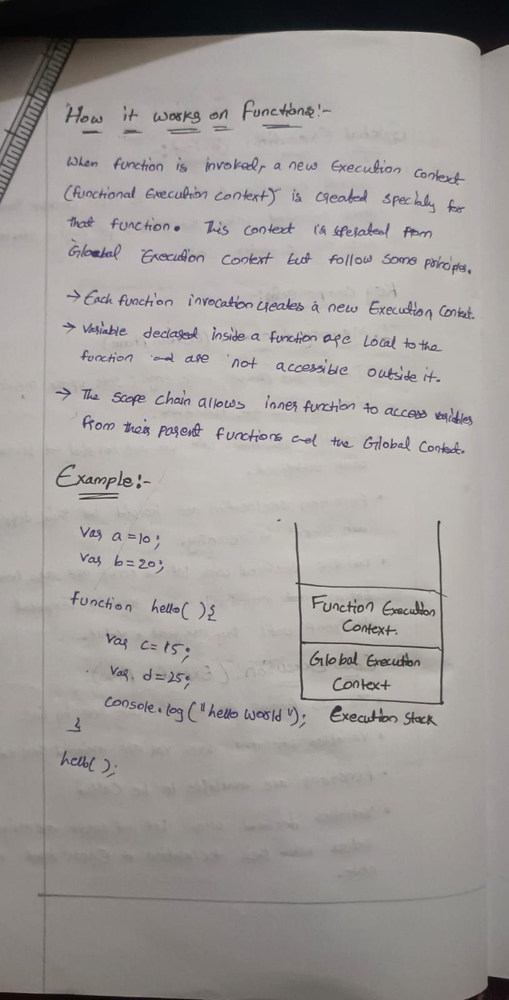 How it works on Functions:-
When function is invoked, a new Execution context
(functional Execution context) is created specialy for
that function. This context is seperated from
Global Execution Context but follow some principles.
→ Each function invocation creates a new Execution Context.
→ Variable declared inside a function are Local to the
function and are not accessible outside it.
→ The scope chain allows inner function to access variables
from their parent functions and the Global Context.
Example:-
Var a=10;
Var b=20;
function hello( ){
Var c=15;
Var d=25;
Console.log("hello world");
}
hello( );
Function Execution
Context.
Global Execution
Context
Execution Stack